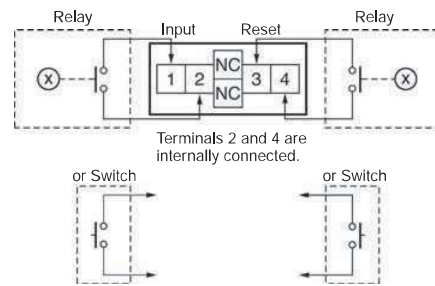 Relay
Relay
Input
Reset
X
1
2
NC
NC
3
4
X
Terminals 2 and 4 are
internally connected.
or Switch
or Switch